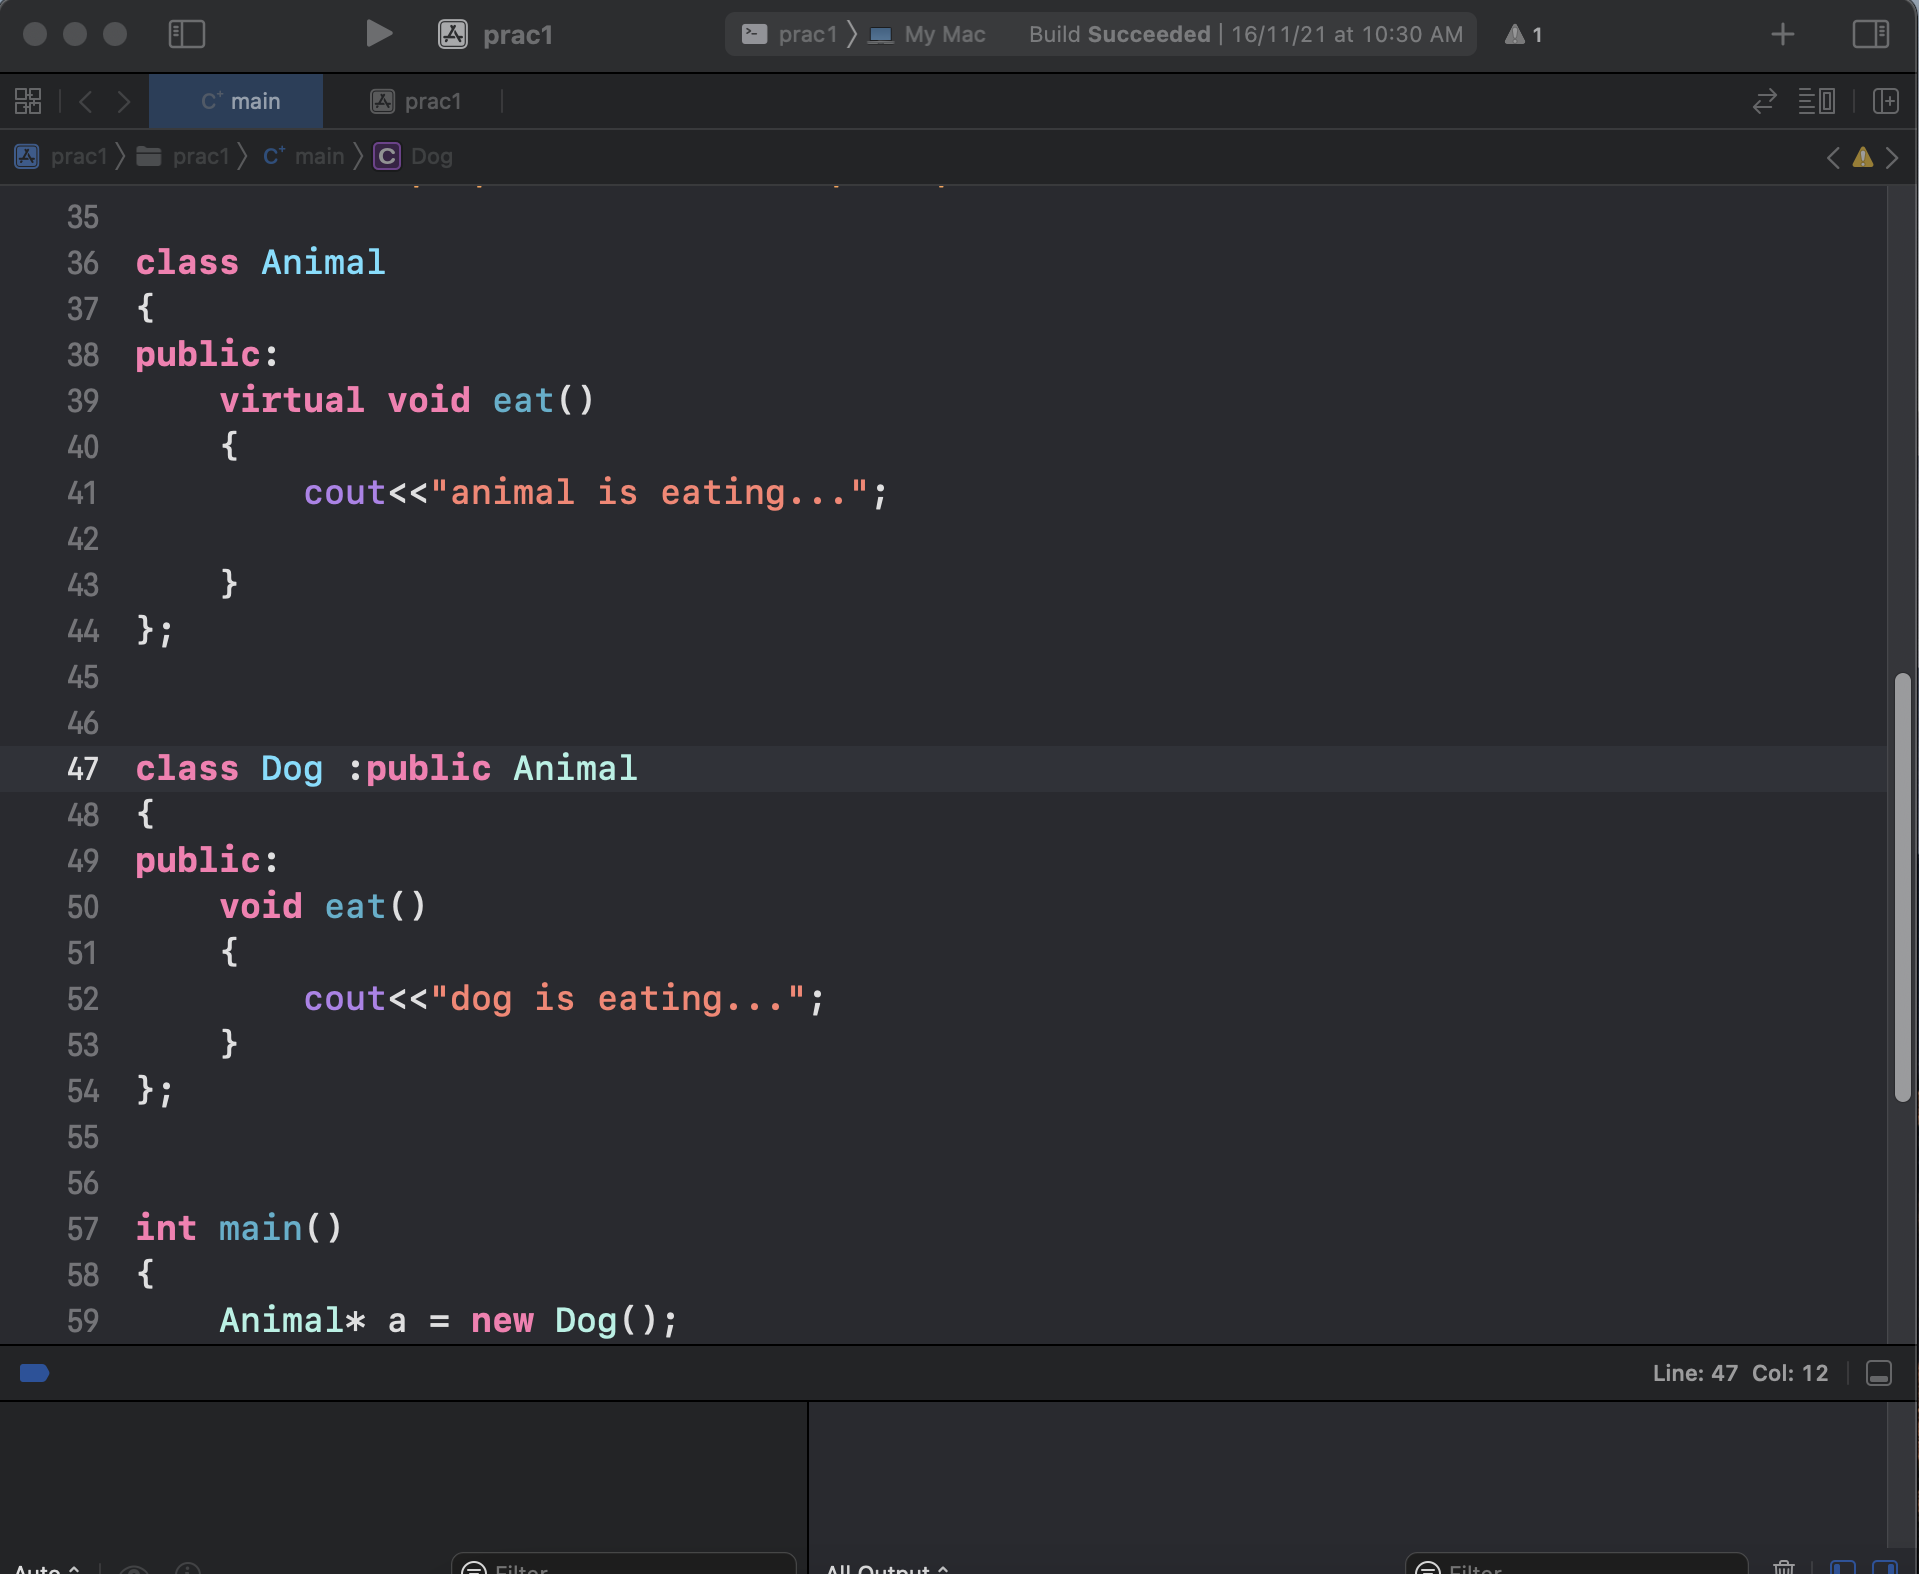 prac1
prac1 My Mac Build Succeeded | 16/11/21 at 10:30 AM 1
main prac1
prac1 prac1 main C Dog
35
36 class Animal
37 {
38 public:
39 virtual void eat()
40 {
41 cout<<"animal is eating...";
42
43 }
44 };
45
46
47 class Dog :public Animal
48 {
49 public:
50 void eat()
51 {
52 cout<<"dog is eating...";
53 }
54 };
55
56
57 int main()
58 {
59 Animal* a = new Dog();
Line: 47 Col: 12
Auto Filter All Output Filter